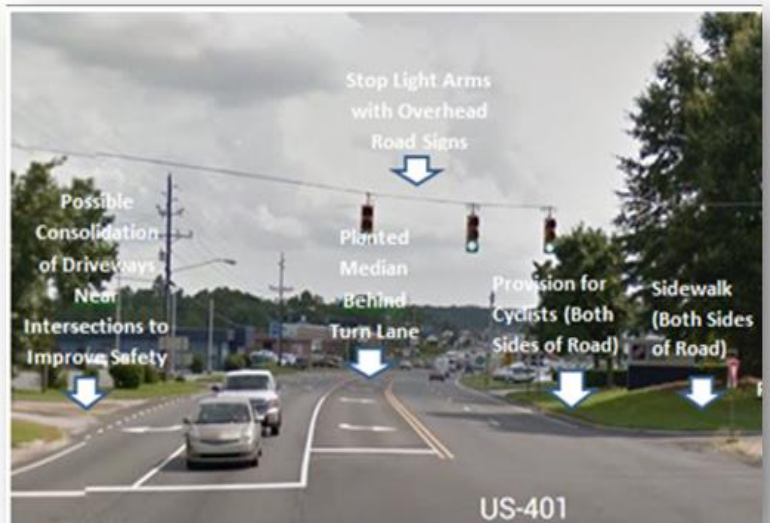 Stop Light Arms
with Overhead
Road Signs
Possible
Consolidation
of Driveways
Near
Intersections to
Improve Safety
Planted
Median
Behind
Turn Lane
Provision for
Cyclists (Both
Sides of Road)
Sidewalk
(Both Sides
of Road)
US-401